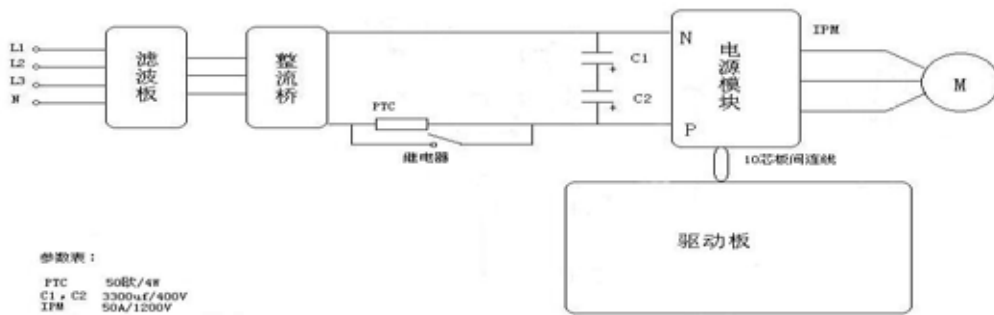 L1
L2
L3
N
滤波板
整流桥
PTC
继电器
C1
C2
N
P
电源模块
IPM
M
10芯板间连线
驱动板
参数表：
PTC 50欧/4W
C1，C2 3300uf/400V
IPM 50A/1200V